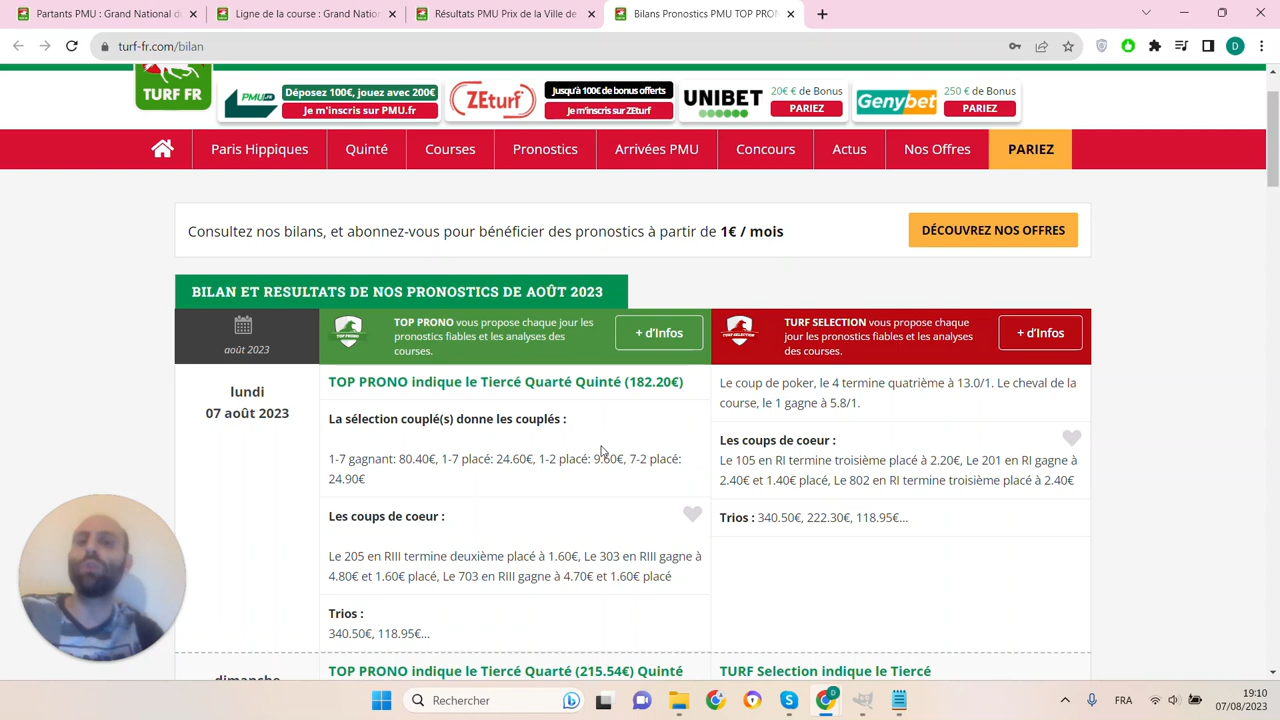 Partants PMU : Grand National d
Ligne de la course : Grand Natio
Résultats PMU Prix de la Ville de
Bilans Pronostics PMU TOP PRON
turf-fr.com/bilan
D
TURF FR
PMU.FR
Déposez 100€, jouez avec 200€
Je m'inscris sur PMU.fr
ZEturf
Jusqu'à 100€ de bonus offerts
Je m'inscris sur ZEturf
UNIBET
20€ € de Bonus
PARIEZ
Genybet
250 € de Bonus
PARIEZ
Paris Hippiques
Quinté
Courses
Pronostics
Arrivées PMU
Concours
Actus
Nos Offres
PARIEZ
Consultez nos bilans, et abonnez-vous pour bénéficier des pronostics à partir de 1€ / mois
DÉCOUVREZ NOS OFFRES
BILAN ET RESULTATS DE NOS PRONOSTICS DE AOÛT 2023
août 2023
TOP PRONO
TOP PRONO vous propose chaque jour les
pronostics fiables et les analyses des
courses.
+ d'Infos
TURF SELECTION
TURF SELECTION vous propose chaque
jour les pronostics fiables et les analyses
des courses.
+ d'Infos
lundi
07 août 2023
TOP PRONO indique le Tiercé Quarté Quinté (182.20€)
La sélection couplé(s) donne les couplés :
1-7 gagnant: 80.40€, 1-7 placé: 24.60€, 1-2 placé: 9.60€, 7-2 placé:
24.90€
Les coups de coeur :
Le 205 en RIII termine deuxième placé à 1.60€, Le 303 en RIII gagne à
4.80€ et 1.60€ placé, Le 703 en RIII gagne à 4.70€ et 1.60€ placé
Trios :
340.50€, 118.95€...
Le coup de poker, le 4 termine quatrième à 13.0/1. Le cheval de la
course, le 1 gagne à 5.8/1.
Les coups de coeur :
Le 105 en RI termine troisième placé à 2.20€, Le 201 en RI gagne à
2.40€ et 1.40€ placé, Le 802 en RI termine troisième placé à 2.40€
Trios : 340.50€, 222.30€, 118.95€...
dimanche
TOP PRONO indique le Tiercé Quarté (215.54€) Quinté
TURF Selection indique le Tiercé
Rechercher
D
FRA
19:10
07/08/2023